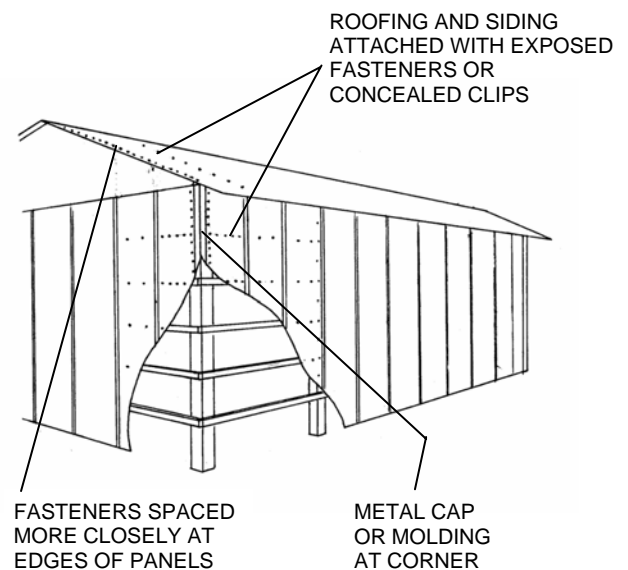 ROOFING AND SIDING
ATTACHED WITH EXPOSED
FASTENERS OR
CONCEALED CLIPS
FASTENERS SPACED
MORE CLOSELY AT
EDGES OF PANELS
METAL CAP
OR MOLDING
AT CORNER